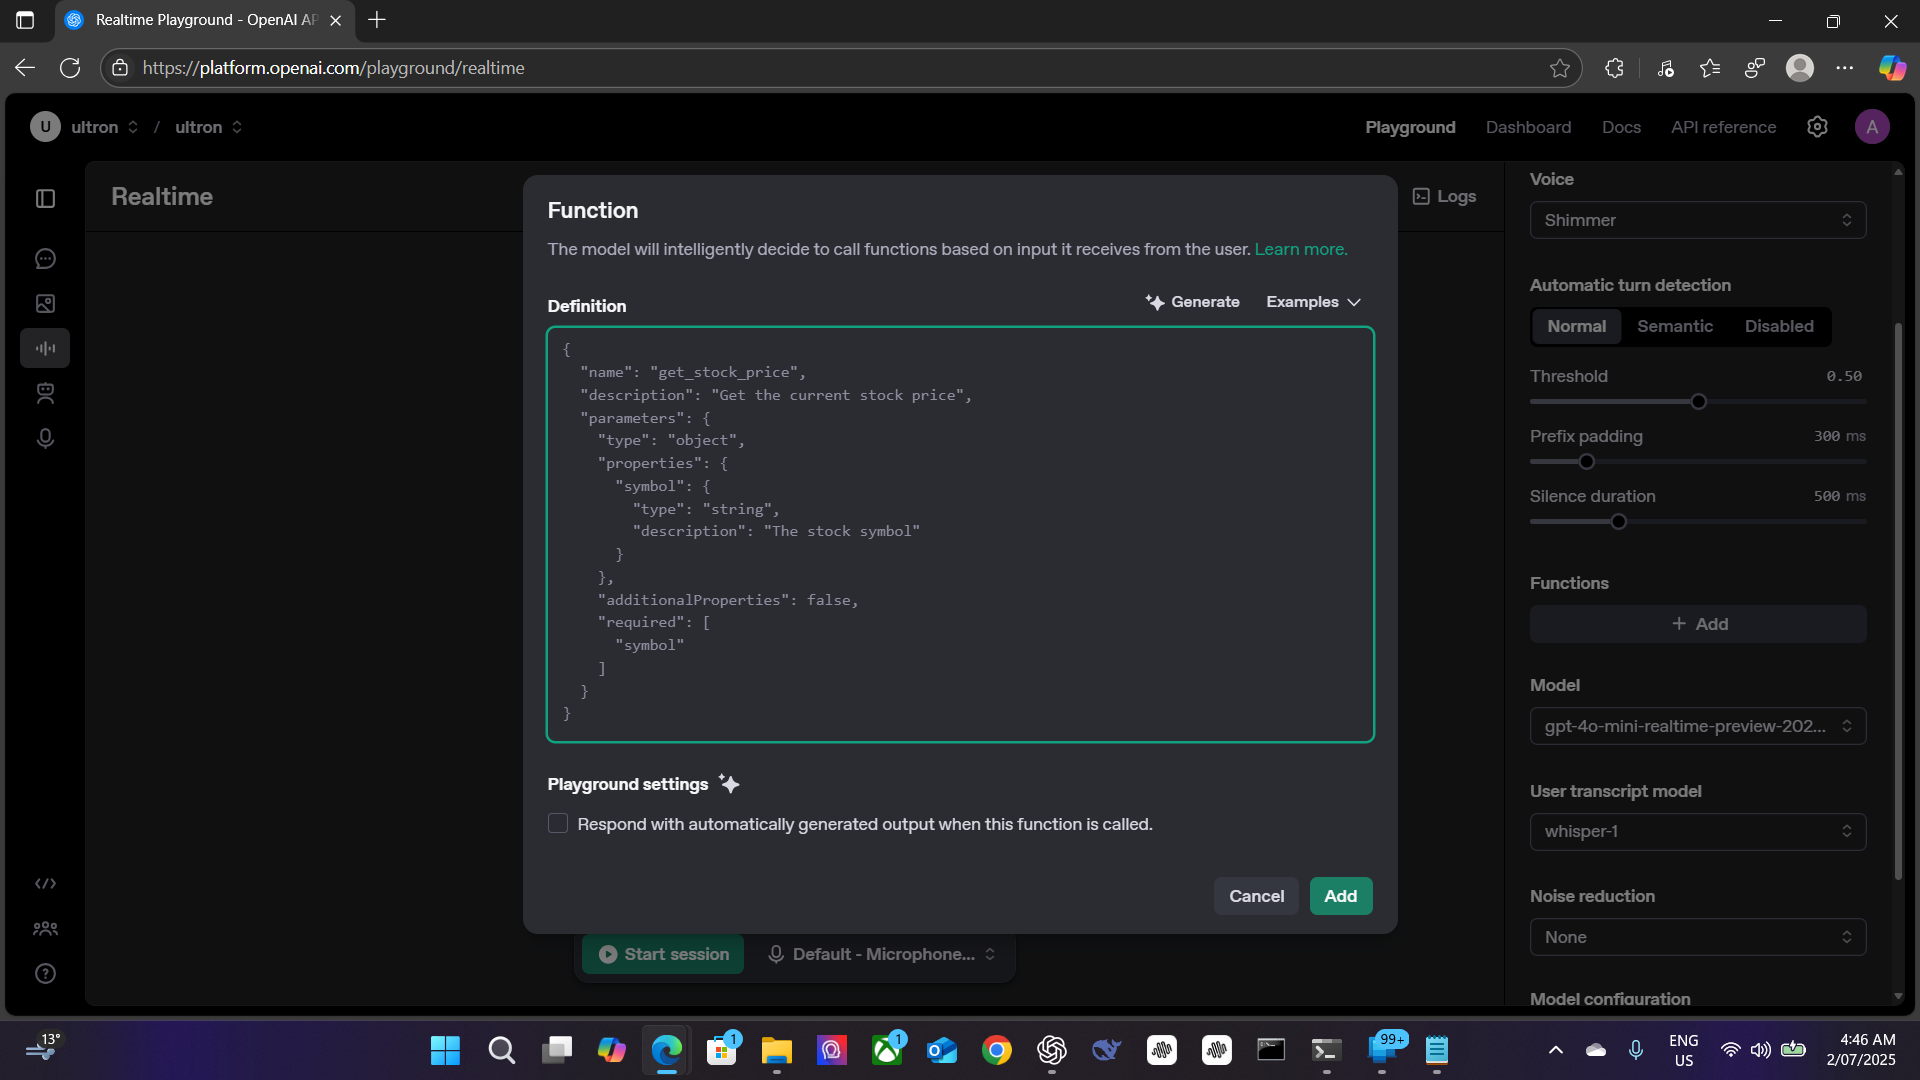 Realtime Playground - OpenAI AP
https://platform.openai.com/playground/realtime
U
ultron
/
ultron
Playground
Dashboard
Docs
API reference
A
Realtime
Logs
Function
The model will intelligently decide to call functions based on input it receives from the user. Learn more.
Definition
Generate
Examples
{
"name": "get_stock_price",
"description": "Get the current stock price",
"parameters": {
"type": "object",
"properties": {
"symbol": {
"type": "string",
"description": "The stock symbol"
}
},
"additionalProperties": false,
"required": [
"symbol"
]
}
}
Playground settings
Respond with automatically generated output when this function is called.
Cancel
Add
Start session
Default - Microphone...
Voice
Shimmer
Automatic turn detection
Normal
Semantic
Disabled
Threshold
0.50
Prefix padding
300 ms
Silence duration
500 ms
Functions
+ Add
Model
gpt-4o-mini-realtime-preview-202...
User transcript model
whisper-1
Noise reduction
None
Model configuration
13°
1
1
99+
ENG
US
4:46 AM
2/07/2025